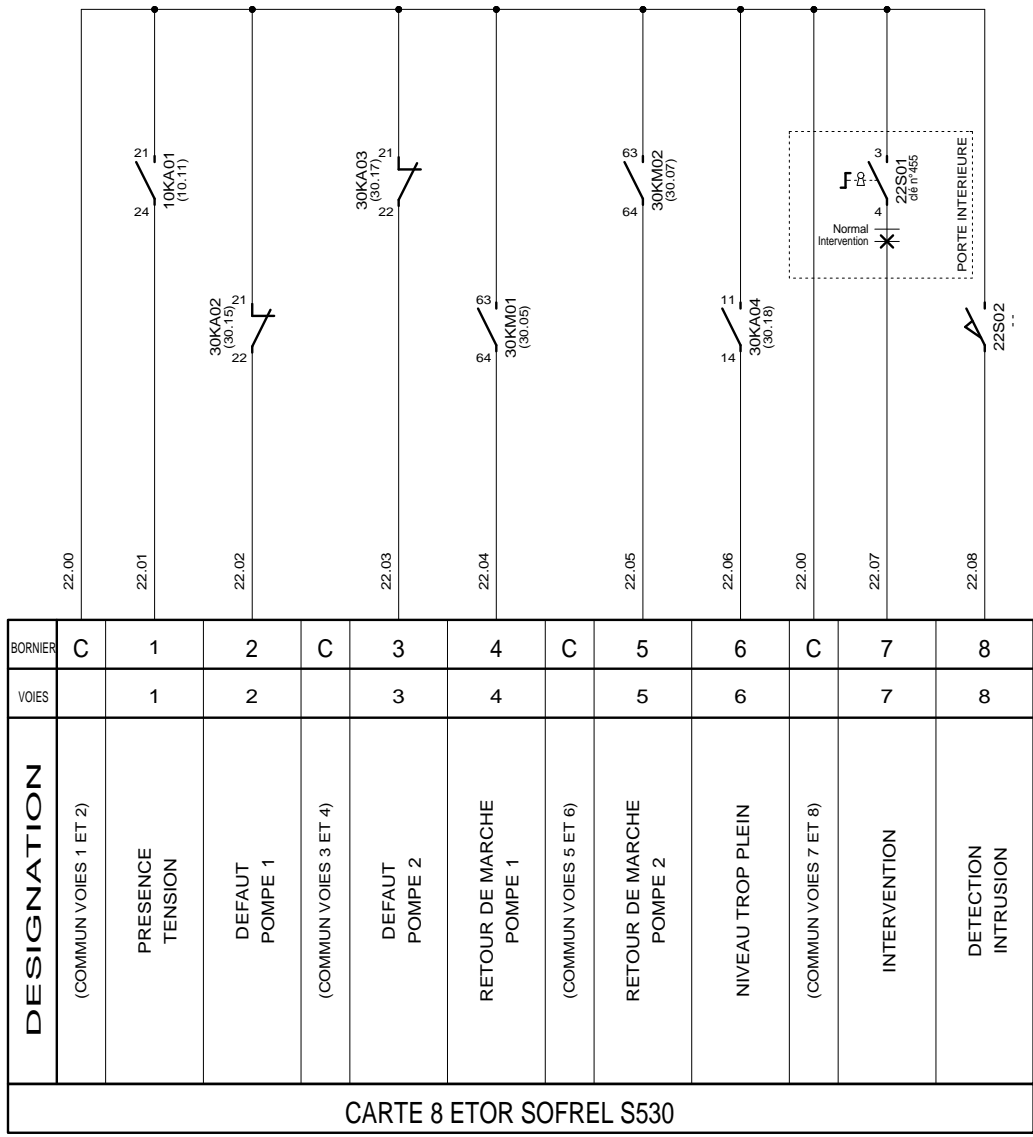 21
10KA01
(10.11)
24
21
30KA03
(30.17)
22
63
30KM02
(30.07)
64
3
22S01
clé n°455
4
Normal
Intervention
PORTE INTERIEURE
21
30KA02
(30.15)
22
63
30KM01
(30.05)
64
11
30KA04
(30.18)
14
22S02
--
22.00
22.01
22.02
22.03
22.04
22.05
22.06
22.00
22.07
22.08
BORNIER C 1 2 C 3 4 C 5 6 C 7 8
VOIES 1 2 3 4 5 6 7 8
DESIGNATION
(COMMUN VOIES 1 ET 2)
PRESENCE
TENSION
DEFAUT
POMPE 1
(COMMUN VOIES 3 ET 4)
DEFAUT
POMPE 2
RETOUR DE MARCHE
POMPE 1
(COMMUN VOIES 5 ET 6)
RETOUR DE MARCHE
POMPE 2
NIVEAU TROP PLEIN
(COMMUN VOIES 7 ET 8)
INTERVENTION
DETECTION
INTRUSION
CARTE 8 ETOR SOFREL S530